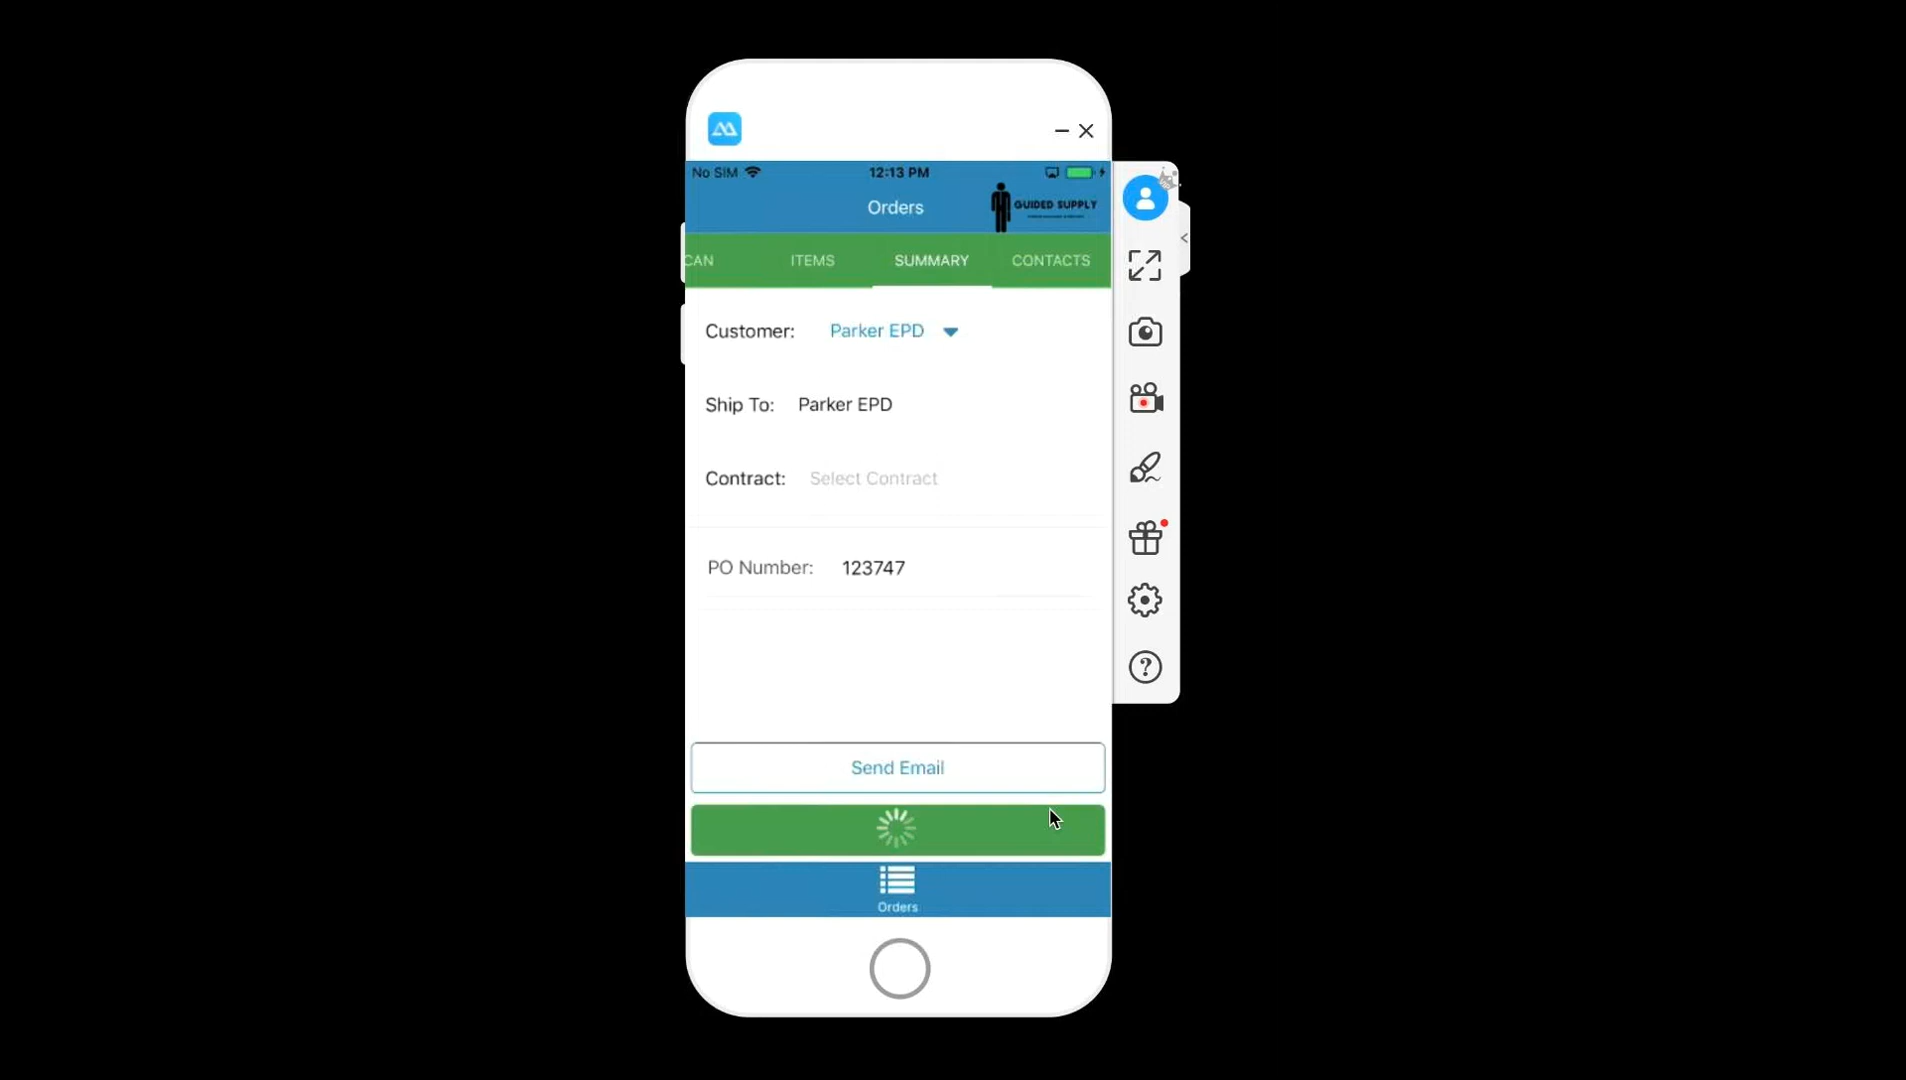 No SIM
12:13 PM
Orders
GUIDED SUPPLY
CAN
ITEMS
SUMMARY
CONTACTS
Customer: Parker EPD
Ship To: Parker EPD
Contract: Select Contract
PO Number: 123747
Send Email
Orders